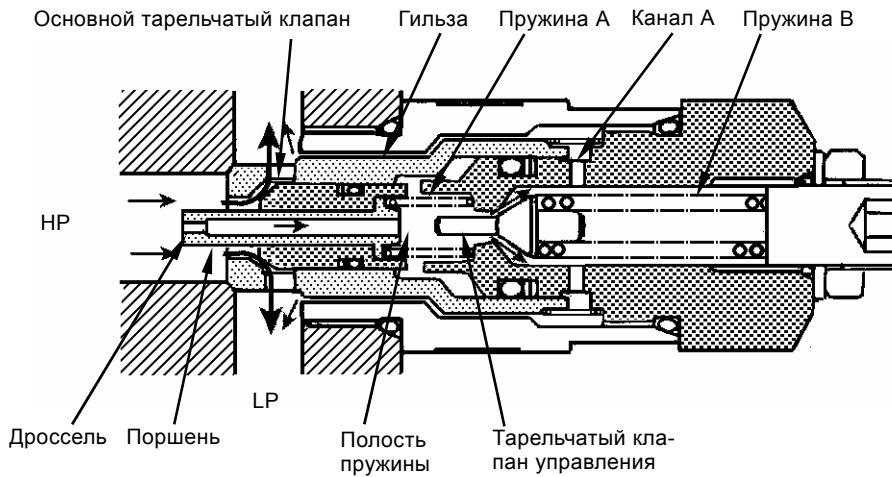 Основной тарельчатый клапан
Гильза
Пружина А
Канал А
Пружина В
HP
LP
Дроссель
Поршень
Полость
пружины
Тарельчатый кла-
пан управления